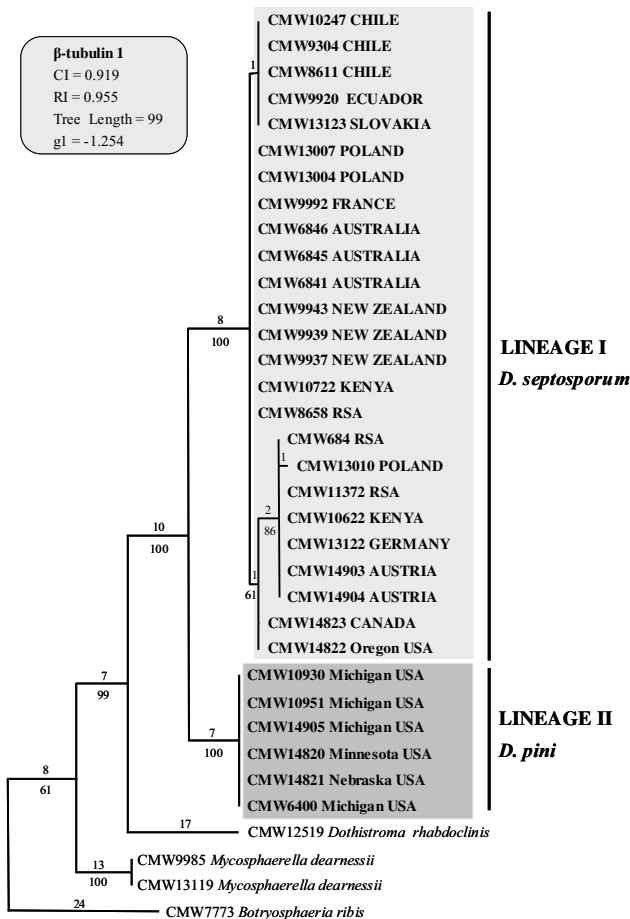 β-tubulin 1
CI = 0.919
RI = 0.955
Tree Length = 99
g1 = -1.254
CMW10247 CHILE
CMW9304 CHILE
1
CMW8611 CHILE
CMW9920 ECUADOR
CMW13123 SLOVAKIA
CMW13007 POLAND
CMW13004 POLAND
CMW9992 FRANCE
CMW6846 AUSTRALIA
CMW6845 AUSTRALIA
CMW6841 AUSTRALIA
CMW9943 NEW ZEALAND
8
100
CMW9939 NEW ZEALAND
CMW9937 NEW ZEALAND
CMW10722 KENYA
CMW8658 RSA
CMW684 RSA
1
CMW13010 POLAND
CMW11372 RSA
2
86
CMW10622 KENYA
CMW13122 GERMANY
CMW14903 AUSTRIA
1
61
CMW14904 AUSTRIA
CMW14823 CANADA
CMW14822 Oregon USA
LINEAGE I
D. septosporum
10
100
CMW10930 Michigan USA
CMW10951 Michigan USA
CMW14905 Michigan USA
7
100
CMW14820 Minnesota USA
CMW14821 Nebraska USA
CMW6400 Michigan USA
LINEAGE II
D. pini
7
99
17
CMW12519 Dothistroma rhabdoclinis
8
61
13
100
CMW9985 Mycosphaerella dearnessii
CMW13119 Mycosphaerella dearnessii
24
CMW7773 Botryosphaeria ribis